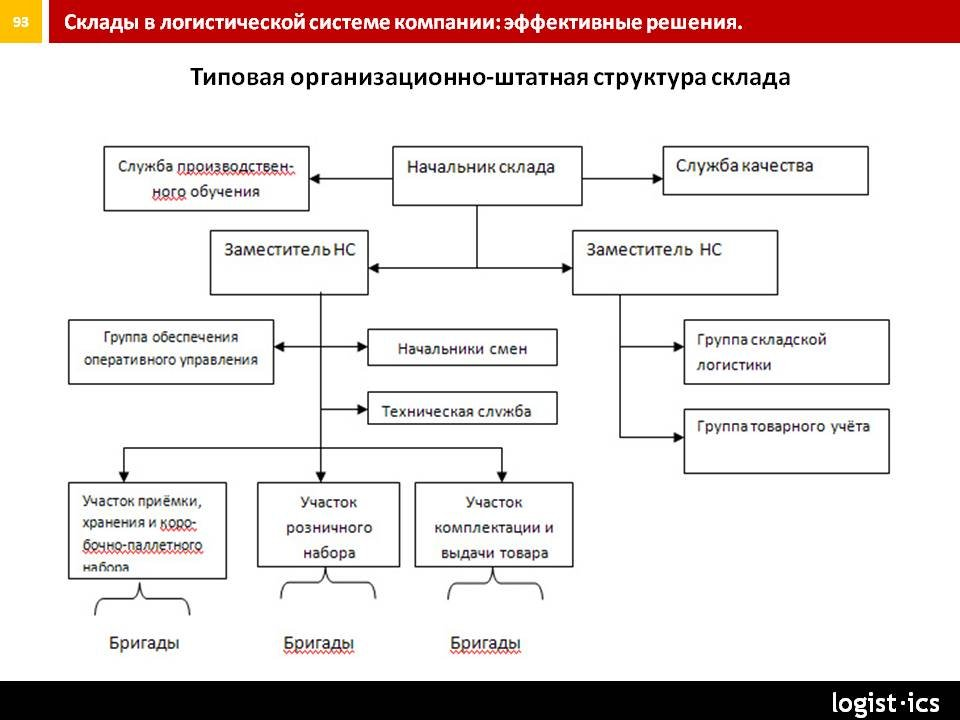 93
Склады в логистической системе компании: эффективные решения.
Типовая организационно-штатная структура склада
Служба производствен-
ного обучения
Начальник склада
Служба качества
Заместитель НС
Заместитель НС
Группа обеспечения
оперативного управления
Начальники смен
Группа складской
логистики
Техническая служба
Группа товарного учёта
Участок приёмки,
хранения и коро-
бочно-паллетного
набора
Участок
розничного
набора
Участок
комплектации и
выдачи товара
Бригады
Бригады
Бригады
logist·ics